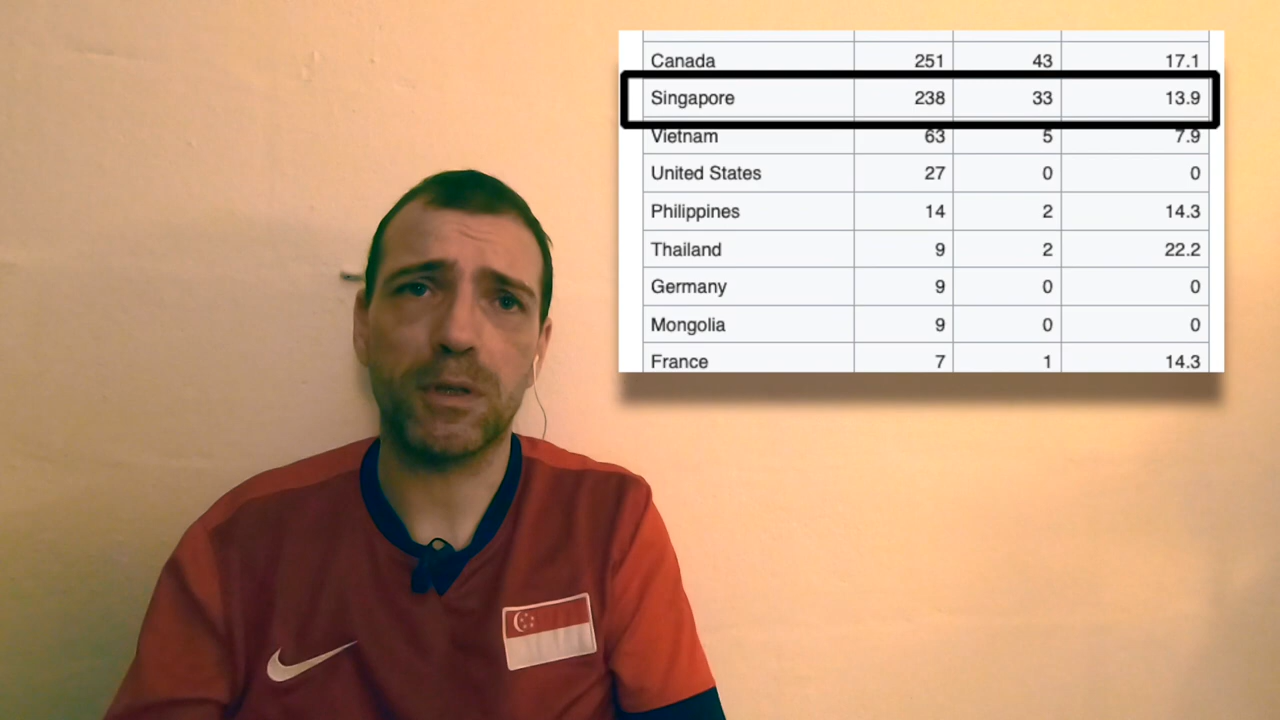 Canada 251 43 17.1
Singapore 238 33 13.9
Vietnam 63 5 7.9
United States 27 0 0
Philippines 14 2 14.3
Thailand 9 2 22.2
Germany 9 0 0
Mongolia 9 0 0
France 7 1 14.3